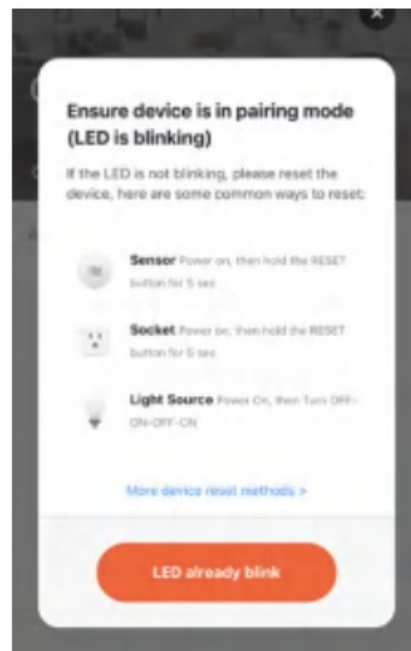 Ensure device is in pairing mode
(LED is blinking)
If the LED is not blinking, please reset the
device, here are some common ways to reset:
Sensor Power on, then hold the RESET
button for 5 sec
Socket Power on, then hold the RESET
button for 5 sec
Light Source Power On, then Turn OFF-
ON-OFF-ON
More device reset methods >
LED already blink